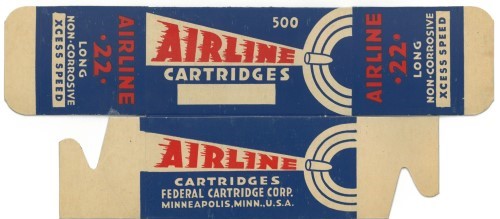 AIRLINE
.22.
LONG
NON-CORROSIVE
XCESS SPEED
500
AIRLINE
CARTRIDGES
AIRLINE
.22.
LONG
NON-CORROSIVE
XCESS SPEED
AIRLINE
CARTRIDGES
FEDERAL CARTRIDGE CORP.
MINNEAPOLIS, MINN., U.S.A.